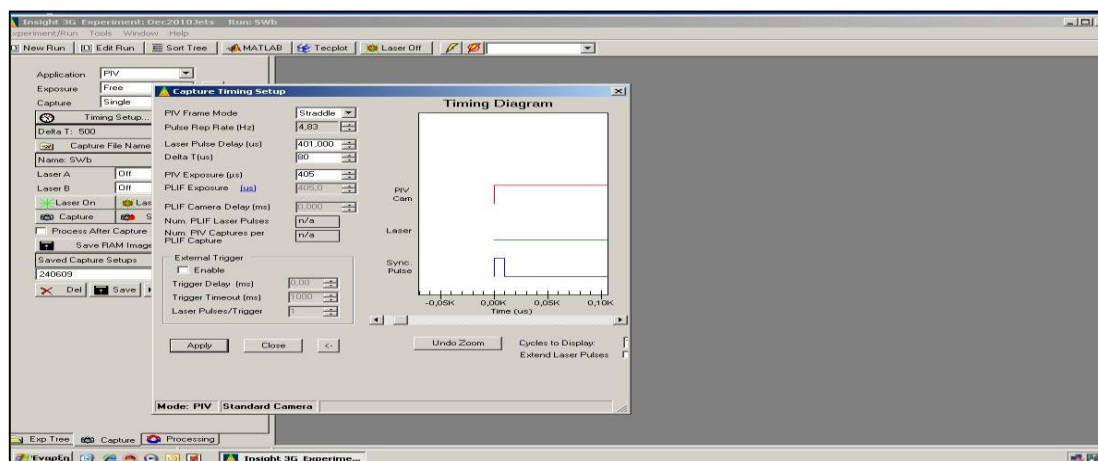 Insight 3G Experiment: Dec2010Jets Run: SWb
xperiment/Run Tools Window Help
New Run Edit Run Sort Tree MATLAB Tecplot Laser Off
Application PIV
Exposure Free
Capture Single
Timing Setup...
Delta T: 500
Capture File Name
Name: SWb
Laser A Off
Laser B Off
Laser On Las
Capture S
Process After Capture
Save RAM Image
Saved Capture Setups
240609
Del Save
Capture Timing Setup
PIV Frame Mode Straddle
Pulse Rep Rate (Hz) 4,83
Laser Pulse Delay (us) 401,000
Delta T(us) 80
PIV Exposure (µs) 405
PLIF Exposure (us) 405,0
PLIF Camera Delay (ms) 0,000
Num. PLIF Laser Pulses n/a
Num. PIV Captures per
PLIF Capture n/a
External Trigger
Enable
Trigger Delay (ms) 0,00
Trigger Timeout (ms) 1000
Laser Pulses/Trigger 1
Apply Close <-
Timing Diagram
PIV
Cam
Laser
Sync.
Pulse
-0,05K 0,00K 0,05K 0,10K
Time (us)
Undo Zoom Cycles to Display:
Extend Laser Pulses
Mode: PIV Standard Camera
Exp Tree Capture Processing
Έναρξη Insight 3G Experime...